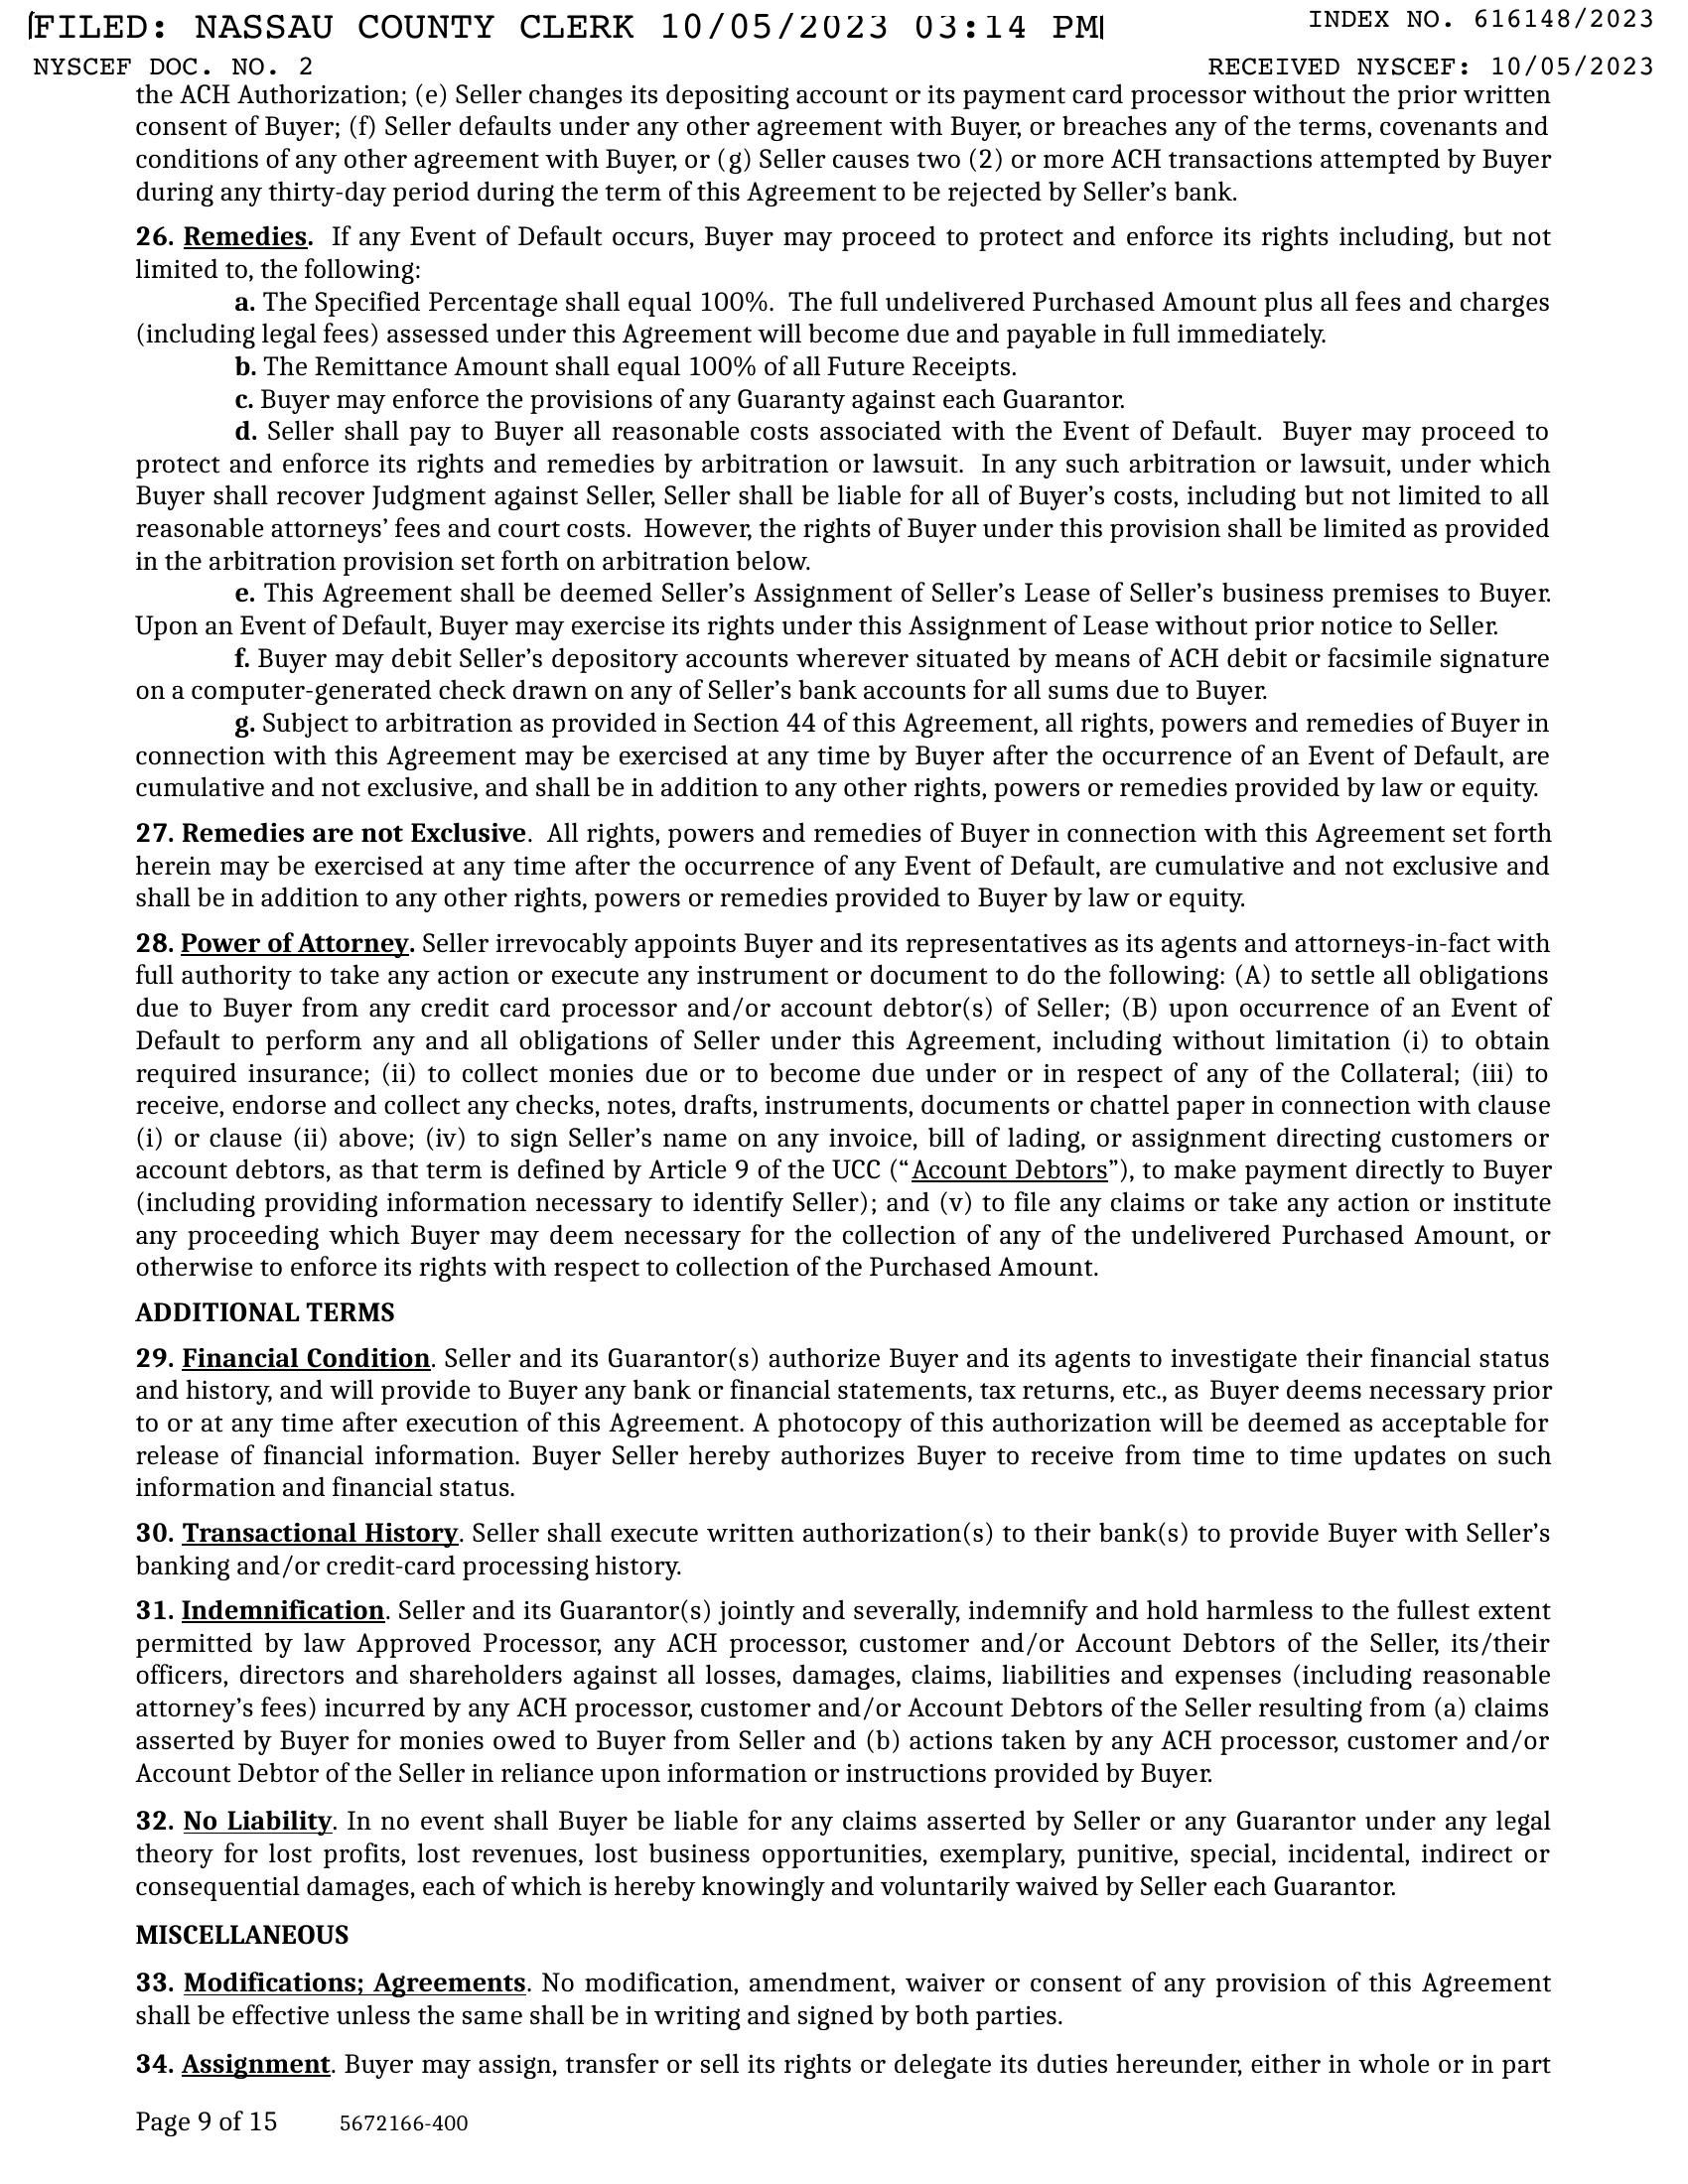 FILED: NASSAU COUNTY CLERK 10/05/2023 03:14 PM
INDEX NO. 616148/2023
NYSCEF DOC. NO. 2
RECEIVED NYSCEF: 10/05/2023
the ACH Authorization; (e) Seller changes its depositing account or its payment card processor without the prior written
consent of Buyer; (f) Seller defaults under any other agreement with Buyer, or breaches any of the terms, covenants and
conditions of any other agreement with Buyer, or (g) Seller causes two (2) or more ACH transactions attempted by Buyer
during any thirty-day period during the term of this Agreement to be rejected by Seller’s bank.
26. Remedies. If any Event of Default occurs, Buyer may proceed to protect and enforce its rights including, but not
limited to, the following:
a. The Specified Percentage shall equal 100%. The full undelivered Purchased Amount plus all fees and charges
(including legal fees) assessed under this Agreement will become due and payable in full immediately.
b. The Remittance Amount shall equal 100% of all Future Receipts.
c. Buyer may enforce the provisions of any Guaranty against each Guarantor.
d. Seller shall pay to Buyer all reasonable costs associated with the Event of Default. Buyer may proceed to
protect and enforce its rights and remedies by arbitration or lawsuit. In any such arbitration or lawsuit, under which
Buyer shall recover Judgment against Seller, Seller shall be liable for all of Buyer’s costs, including but not limited to all
reasonable attorneys’ fees and court costs. However, the rights of Buyer under this provision shall be limited as provided
in the arbitration provision set forth on arbitration below.
e. This Agreement shall be deemed Seller’s Assignment of Seller’s Lease of Seller’s business premises to Buyer.
Upon an Event of Default, Buyer may exercise its rights under this Assignment of Lease without prior notice to Seller.
f. Buyer may debit Seller’s depository accounts wherever situated by means of ACH debit or facsimile signature
on a computer-generated check drawn on any of Seller’s bank accounts for all sums due to Buyer.
g. Subject to arbitration as provided in Section 44 of this Agreement, all rights, powers and remedies of Buyer in
connection with this Agreement may be exercised at any time by Buyer after the occurrence of an Event of Default, are
cumulative and not exclusive, and shall be in addition to any other rights, powers or remedies provided by law or equity.
27. Remedies are not Exclusive. All rights, powers and remedies of Buyer in connection with this Agreement set forth
herein may be exercised at any time after the occurrence of any Event of Default, are cumulative and not exclusive and
shall be in addition to any other rights, powers or remedies provided to Buyer by law or equity.
28. Power of Attorney. Seller irrevocably appoints Buyer and its representatives as its agents and attorneys-in-fact with
full authority to take any action or execute any instrument or document to do the following: (A) to settle all obligations
due to Buyer from any credit card processor and/or account debtor(s) of Seller; (B) upon occurrence of an Event of
Default to perform any and all obligations of Seller under this Agreement, including without limitation (i) to obtain
required insurance; (ii) to collect monies due or to become due under or in respect of any of the Collateral; (iii) to
receive, endorse and collect any checks, notes, drafts, instruments, documents or chattel paper in connection with clause
(i) or clause (ii) above; (iv) to sign Seller’s name on any invoice, bill of lading, or assignment directing customers or
account debtors, as that term is defined by Article 9 of the UCC (“Account Debtors”), to make payment directly to Buyer
(including providing information necessary to identify Seller); and (v) to file any claims or take any action or institute
any proceeding which Buyer may deem necessary for the collection of any of the undelivered Purchased Amount, or
otherwise to enforce its rights with respect to collection of the Purchased Amount.
ADDITIONAL TERMS
29. Financial Condition. Seller and its Guarantor(s) authorize Buyer and its agents to investigate their financial status
and history, and will provide to Buyer any bank or financial statements, tax returns, etc., as Buyer deems necessary prior
to or at any time after execution of this Agreement. A photocopy of this authorization will be deemed as acceptable for
release of financial information. Buyer Seller hereby authorizes Buyer to receive from time to time updates on such
information and financial status.
30. Transactional History. Seller shall execute written authorization(s) to their bank(s) to provide Buyer with Seller’s
banking and/or credit-card processing history.
31. Indemnification. Seller and its Guarantor(s) jointly and severally, indemnify and hold harmless to the fullest extent
permitted by law Approved Processor, any ACH processor, customer and/or Account Debtors of the Seller, its/their
officers, directors and shareholders against all losses, damages, claims, liabilities and expenses (including reasonable
attorney’s fees) incurred by any ACH processor, customer and/or Account Debtors of the Seller resulting from (a) claims
asserted by Buyer for monies owed to Buyer from Seller and (b) actions taken by any ACH processor, customer and/or
Account Debtor of the Seller in reliance upon information or instructions provided by Buyer.
32. No Liability. In no event shall Buyer be liable for any claims asserted by Seller or any Guarantor under any legal
theory for lost profits, lost revenues, lost business opportunities, exemplary, punitive, special, incidental, indirect or
consequential damages, each of which is hereby knowingly and voluntarily waived by Seller each Guarantor.
MISCELLANEOUS
33. Modifications; Agreements. No modification, amendment, waiver or consent of any provision of this Agreement
shall be effective unless the same shall be in writing and signed by both parties.
34. Assignment. Buyer may assign, transfer or sell its rights or delegate its duties hereunder, either in whole or in part
Page 9 of 15 5672166-400